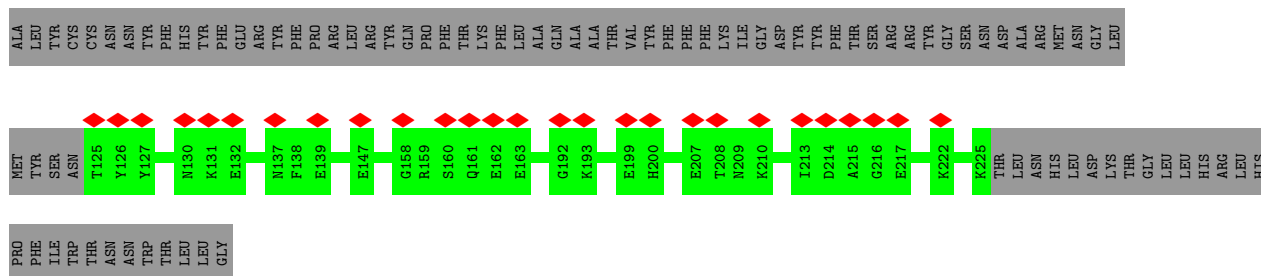 ALA LEU TYR CYS CYS ASN ASN TYR PHE HIS TYR PHE GLU ARG TYR PHE PRO ARG LEU ARG TYR GLN PRO PHE THR LYS PHE LEU ALA GLN ALA ALA THR VAL TYR PHE PHE PHE LYS ILE GLY ASP TYR TYR PHE THR SER ARG ARG TYR GLY SER ASN ASP ALA ARG MET ASN GLY LEU
MET TYR SER ASN T125 Y126 Y127 N130 K131 E132 N137 F138 E139 E147 G158 R159 S160 Q161 E162 E163 G192 K193 E199 H200 E207 T208 N209 K210 I213 D214 A215 G216 E217 K222 K225 THR LEU ASN HIS LEU ASP LYS THR GLY LEU LEU HIS ARG LEU HIS
PRO PHE ILE TRP THR ASN ASN TRP THR LEU LEU GLY